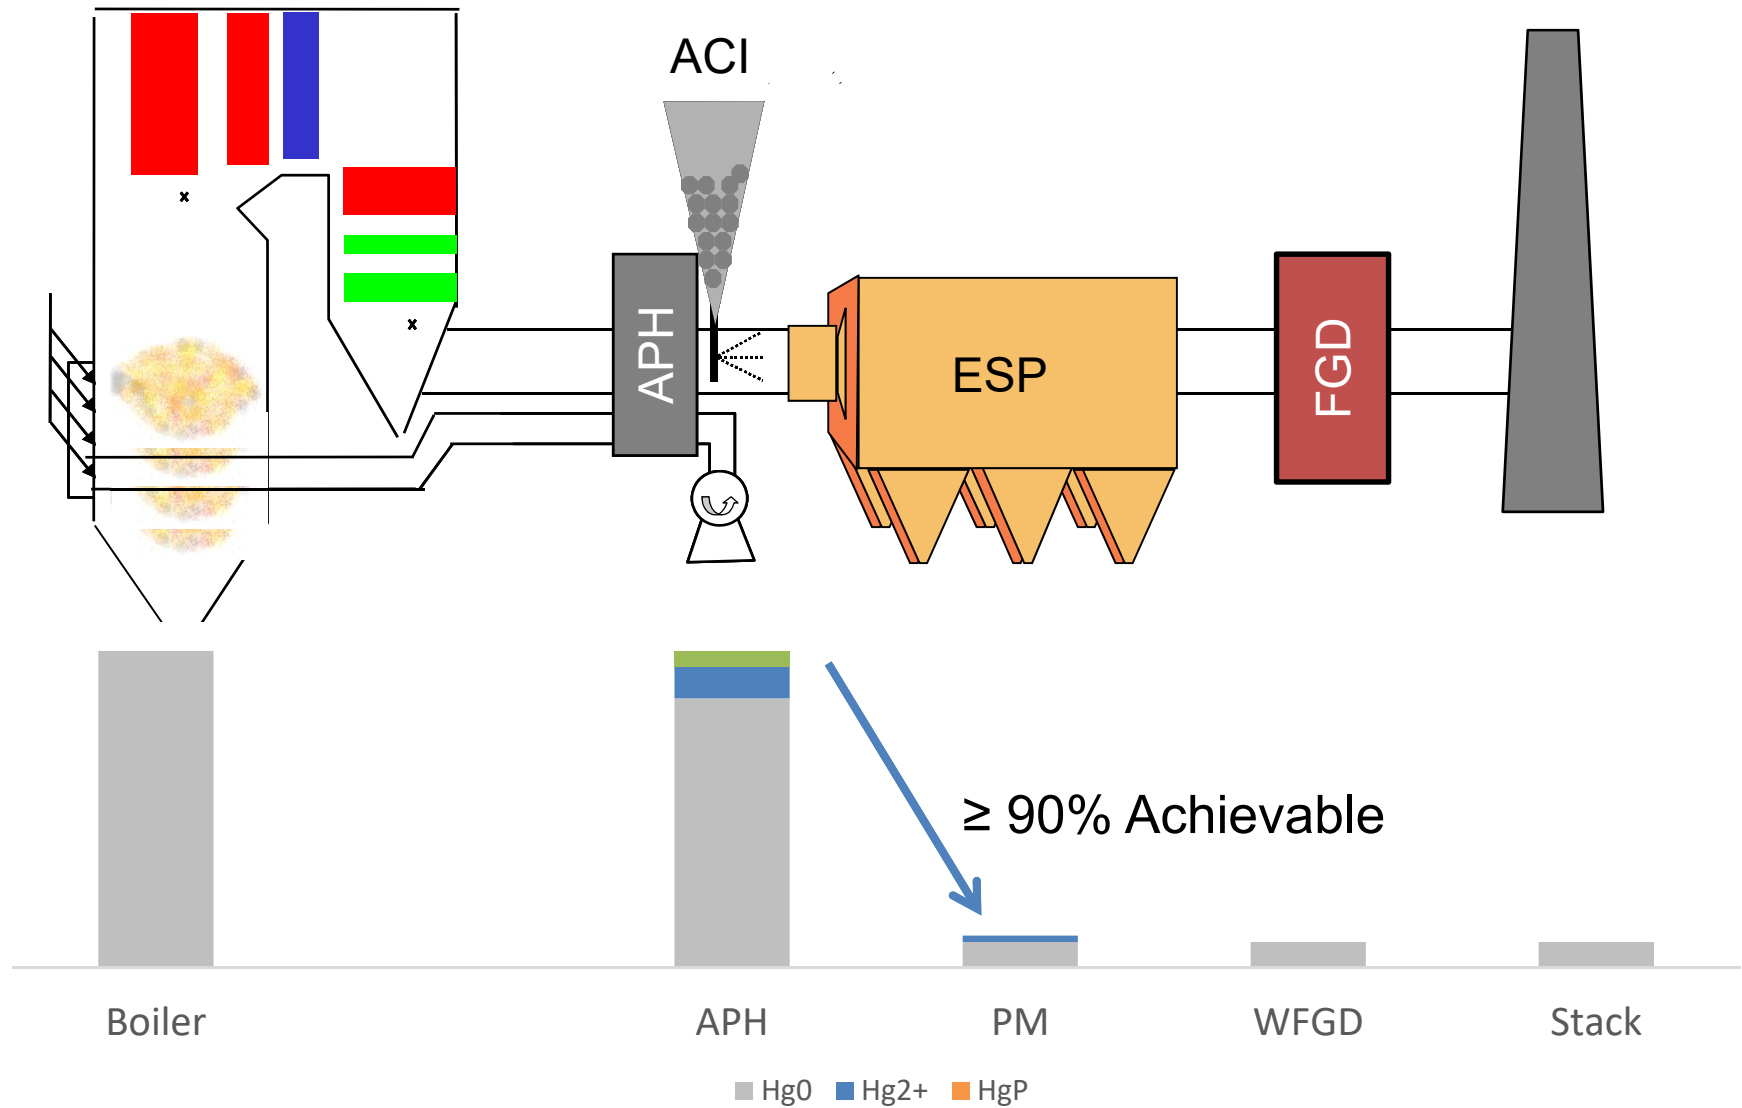 ACI
APH
ESP
FGD
≥ 90% Achievable
Boiler
APH
PM
WFGD
Stack
Hg0
Hg2+
HgP